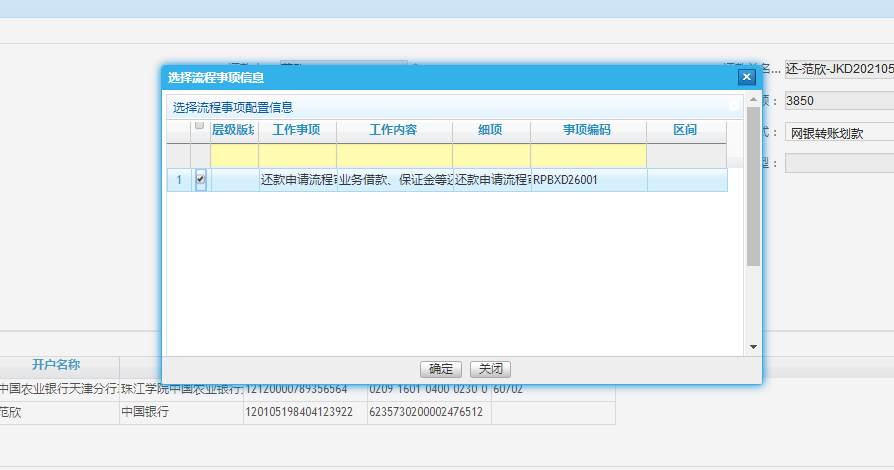 选择流程事项信息
还-范欣-JKD202105
选择流程事项配置信息
3850
层级版 工作事项 工作内容 细项 事项编码 区间
网银转账划款
型：
1 还款申请流程 业务借款、保证金等 还款申请流程 RPBXD26001
开户名称
确定 关闭
中国农业银行天津分行 珠江学院中国农业银行 12120000789356564 0209 1601 0400 0230 0 60702
范欣 中国银行 120105198404123922 6235730200002476512